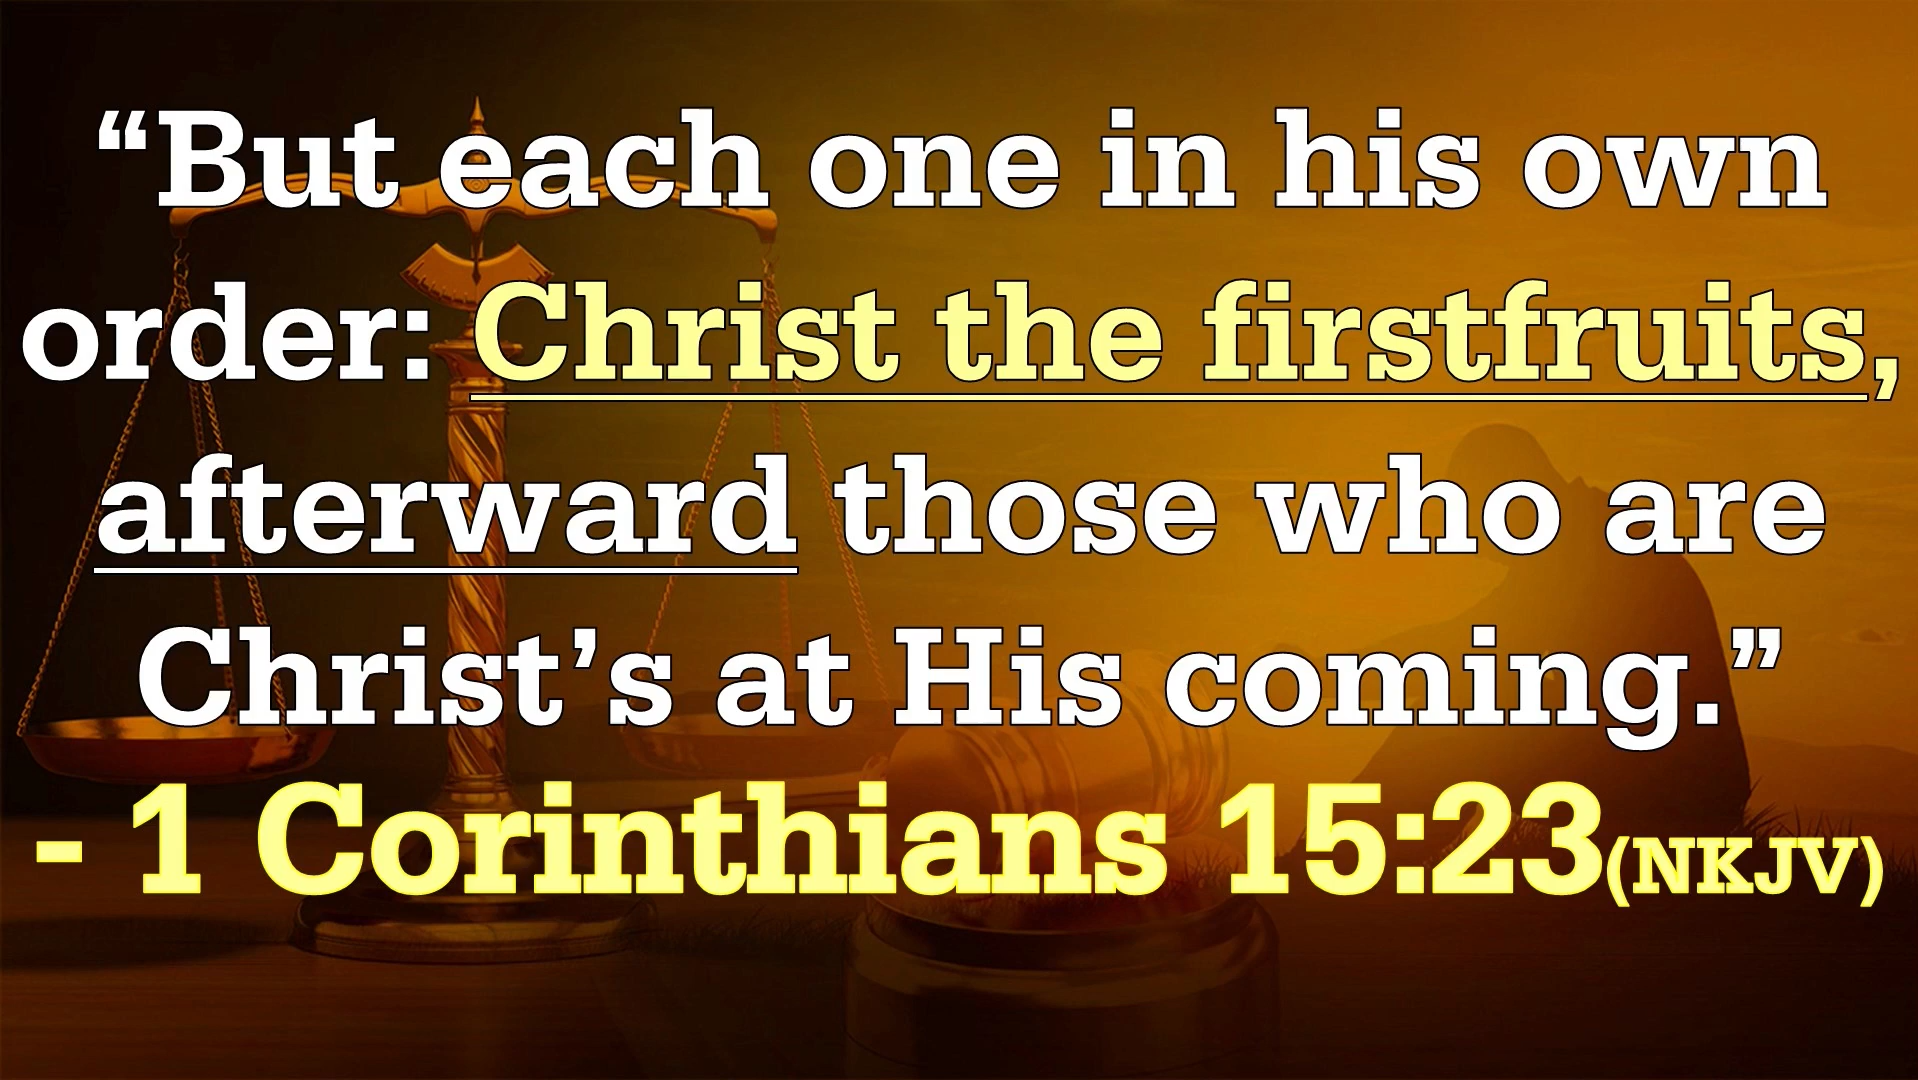 “But each one in his own
order: Christ the firstfruits,
afterward those who are
Christ’s at His coming.”
- 1 Corinthians 15:23(NKJV)